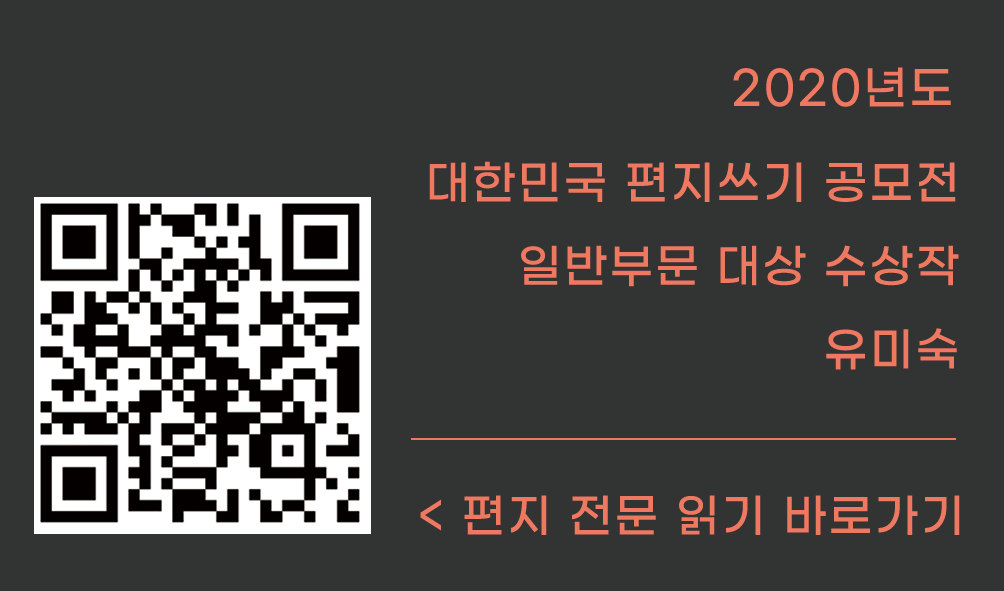 2020년도
대한민국 편지쓰기 공모전
일반부문 대상 수상작
유미숙
< 편지 전문 읽기 바로가기